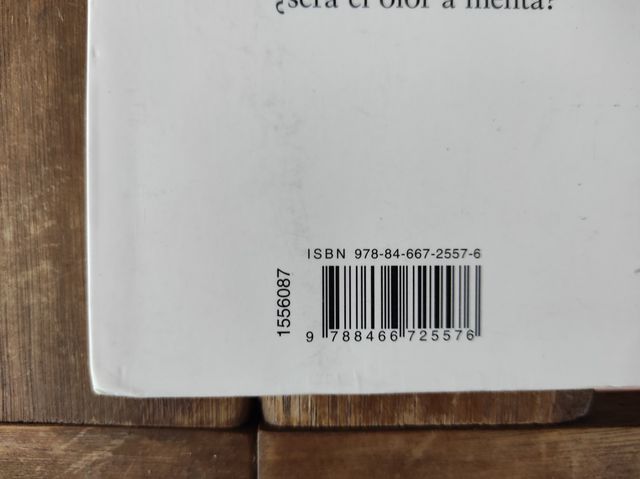 ¿será el olor a menta?
ISBN 978-84-667-2557-6
1556087
9 788466 725576